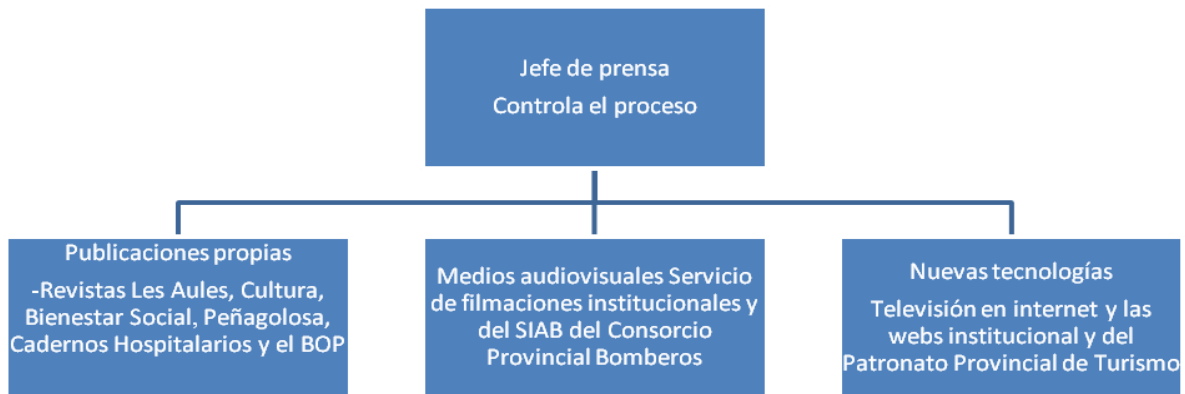 Jefe de prensa
Controla el proceso
Publicaciones propias
-Revistas Les Aules, Cultura,
Bienestar Social, Peñagolosa,
Cadernos Hospitalarios y el BOP
Medios audiovisuales Servicio
de filmaciones institucionales y
del SIAB del Consorcio
Provincial Bomberos
Nuevas tecnologías
Televisión en internet y las
webs institucional y del
Patronato Provincial de Turismo